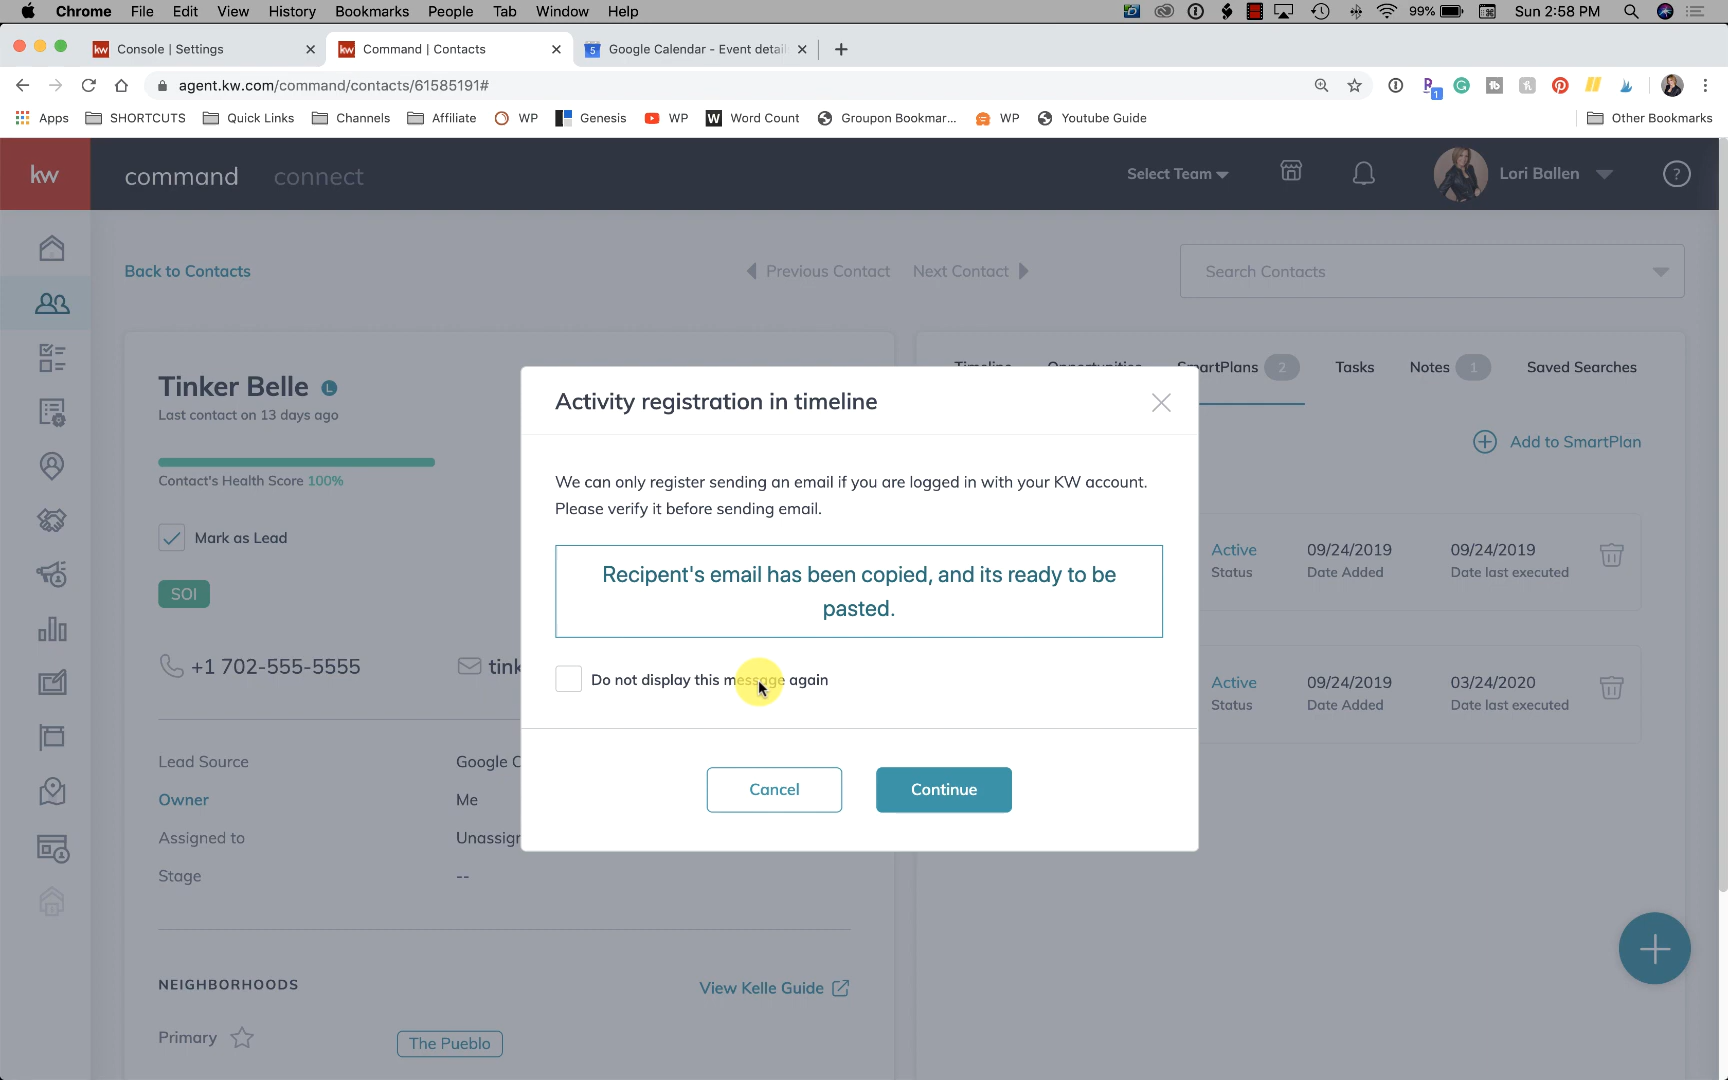 Chrome File Edit View History Bookmarks People Tab Window Help 99% Sun 2:58 PM
kw Console | Settings kw Command | Contacts 5 Google Calendar - Event detail
agent.kw.com/command/contacts/61585191# 1
Apps SHORTCUTS Quick Links Channels Affiliate WP Genesis WP W Word Count Groupon Bookmar... WP Youtube Guide Other Bookmarks
kw command connect Select Team Lori Ballen ?
Back to Contacts Previous Contact Next Contact Search Contacts
Timeline Opportunities SmartPlans 2 Tasks Notes 1 Saved Searches
Tinker Belle L
Last contact on 13 days ago
Add to SmartPlan
Contact's Health Score 100%
Mark as Lead
SOI
+1 702-555-5555 tink
Lead Source Google C
Owner Me
Assigned to Unassign
Stage --
NEIGHBORHOODS View Kelle Guide
Primary The Pueblo
Activity registration in timeline
We can only register sending an email if you are logged in with your KW account.
Please verify it before sending email.
Recipent's email has been copied, and its ready to be
pasted.
Do not display this message again
Cancel Continue
Active 09/24/2019 09/24/2019
Status Date Added Date last executed
Active 09/24/2019 03/24/2020
Status Date Added Date last executed